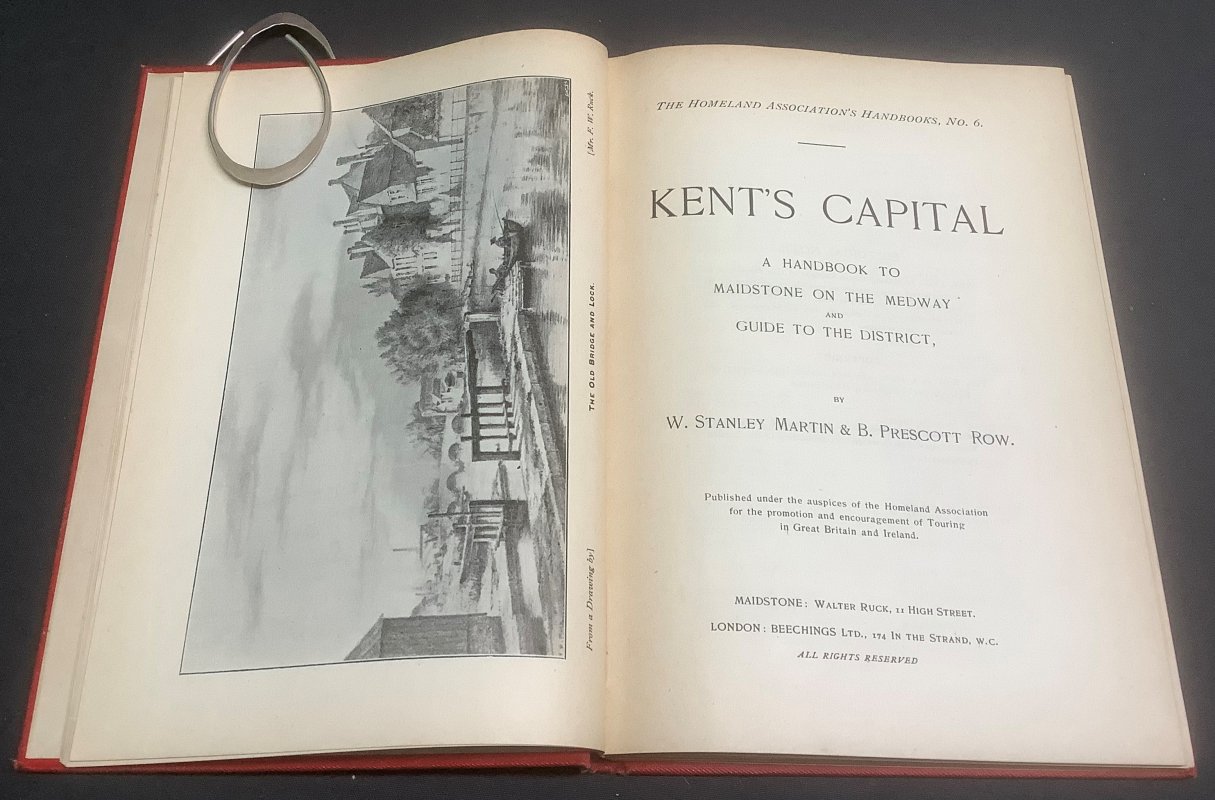 From a Drawing by]
THE OLD BRIDGE AND LOCK.
[Mr. F. W. Ruck.
THE HOMELAND ASSOCIATION'S HANDBOOKS, NO. 6.
KENT'S CAPITAL
A HANDBOOK TO
MAIDSTONE ON THE MEDWAY
AND
GUIDE TO THE DISTRICT,
BY
W. STANLEY MARTIN & B. PRESCOTT ROW.
Published under the auspices of the Homeland Association
for the promotion and encouragement of Touring
in Great Britain and Ireland.
MAIDSTONE: WALTER RUCK, 11 HIGH STREET.
LONDON: BEECHINGS LTD., 174 IN THE STRAND, W.C.
ALL RIGHTS RESERVED